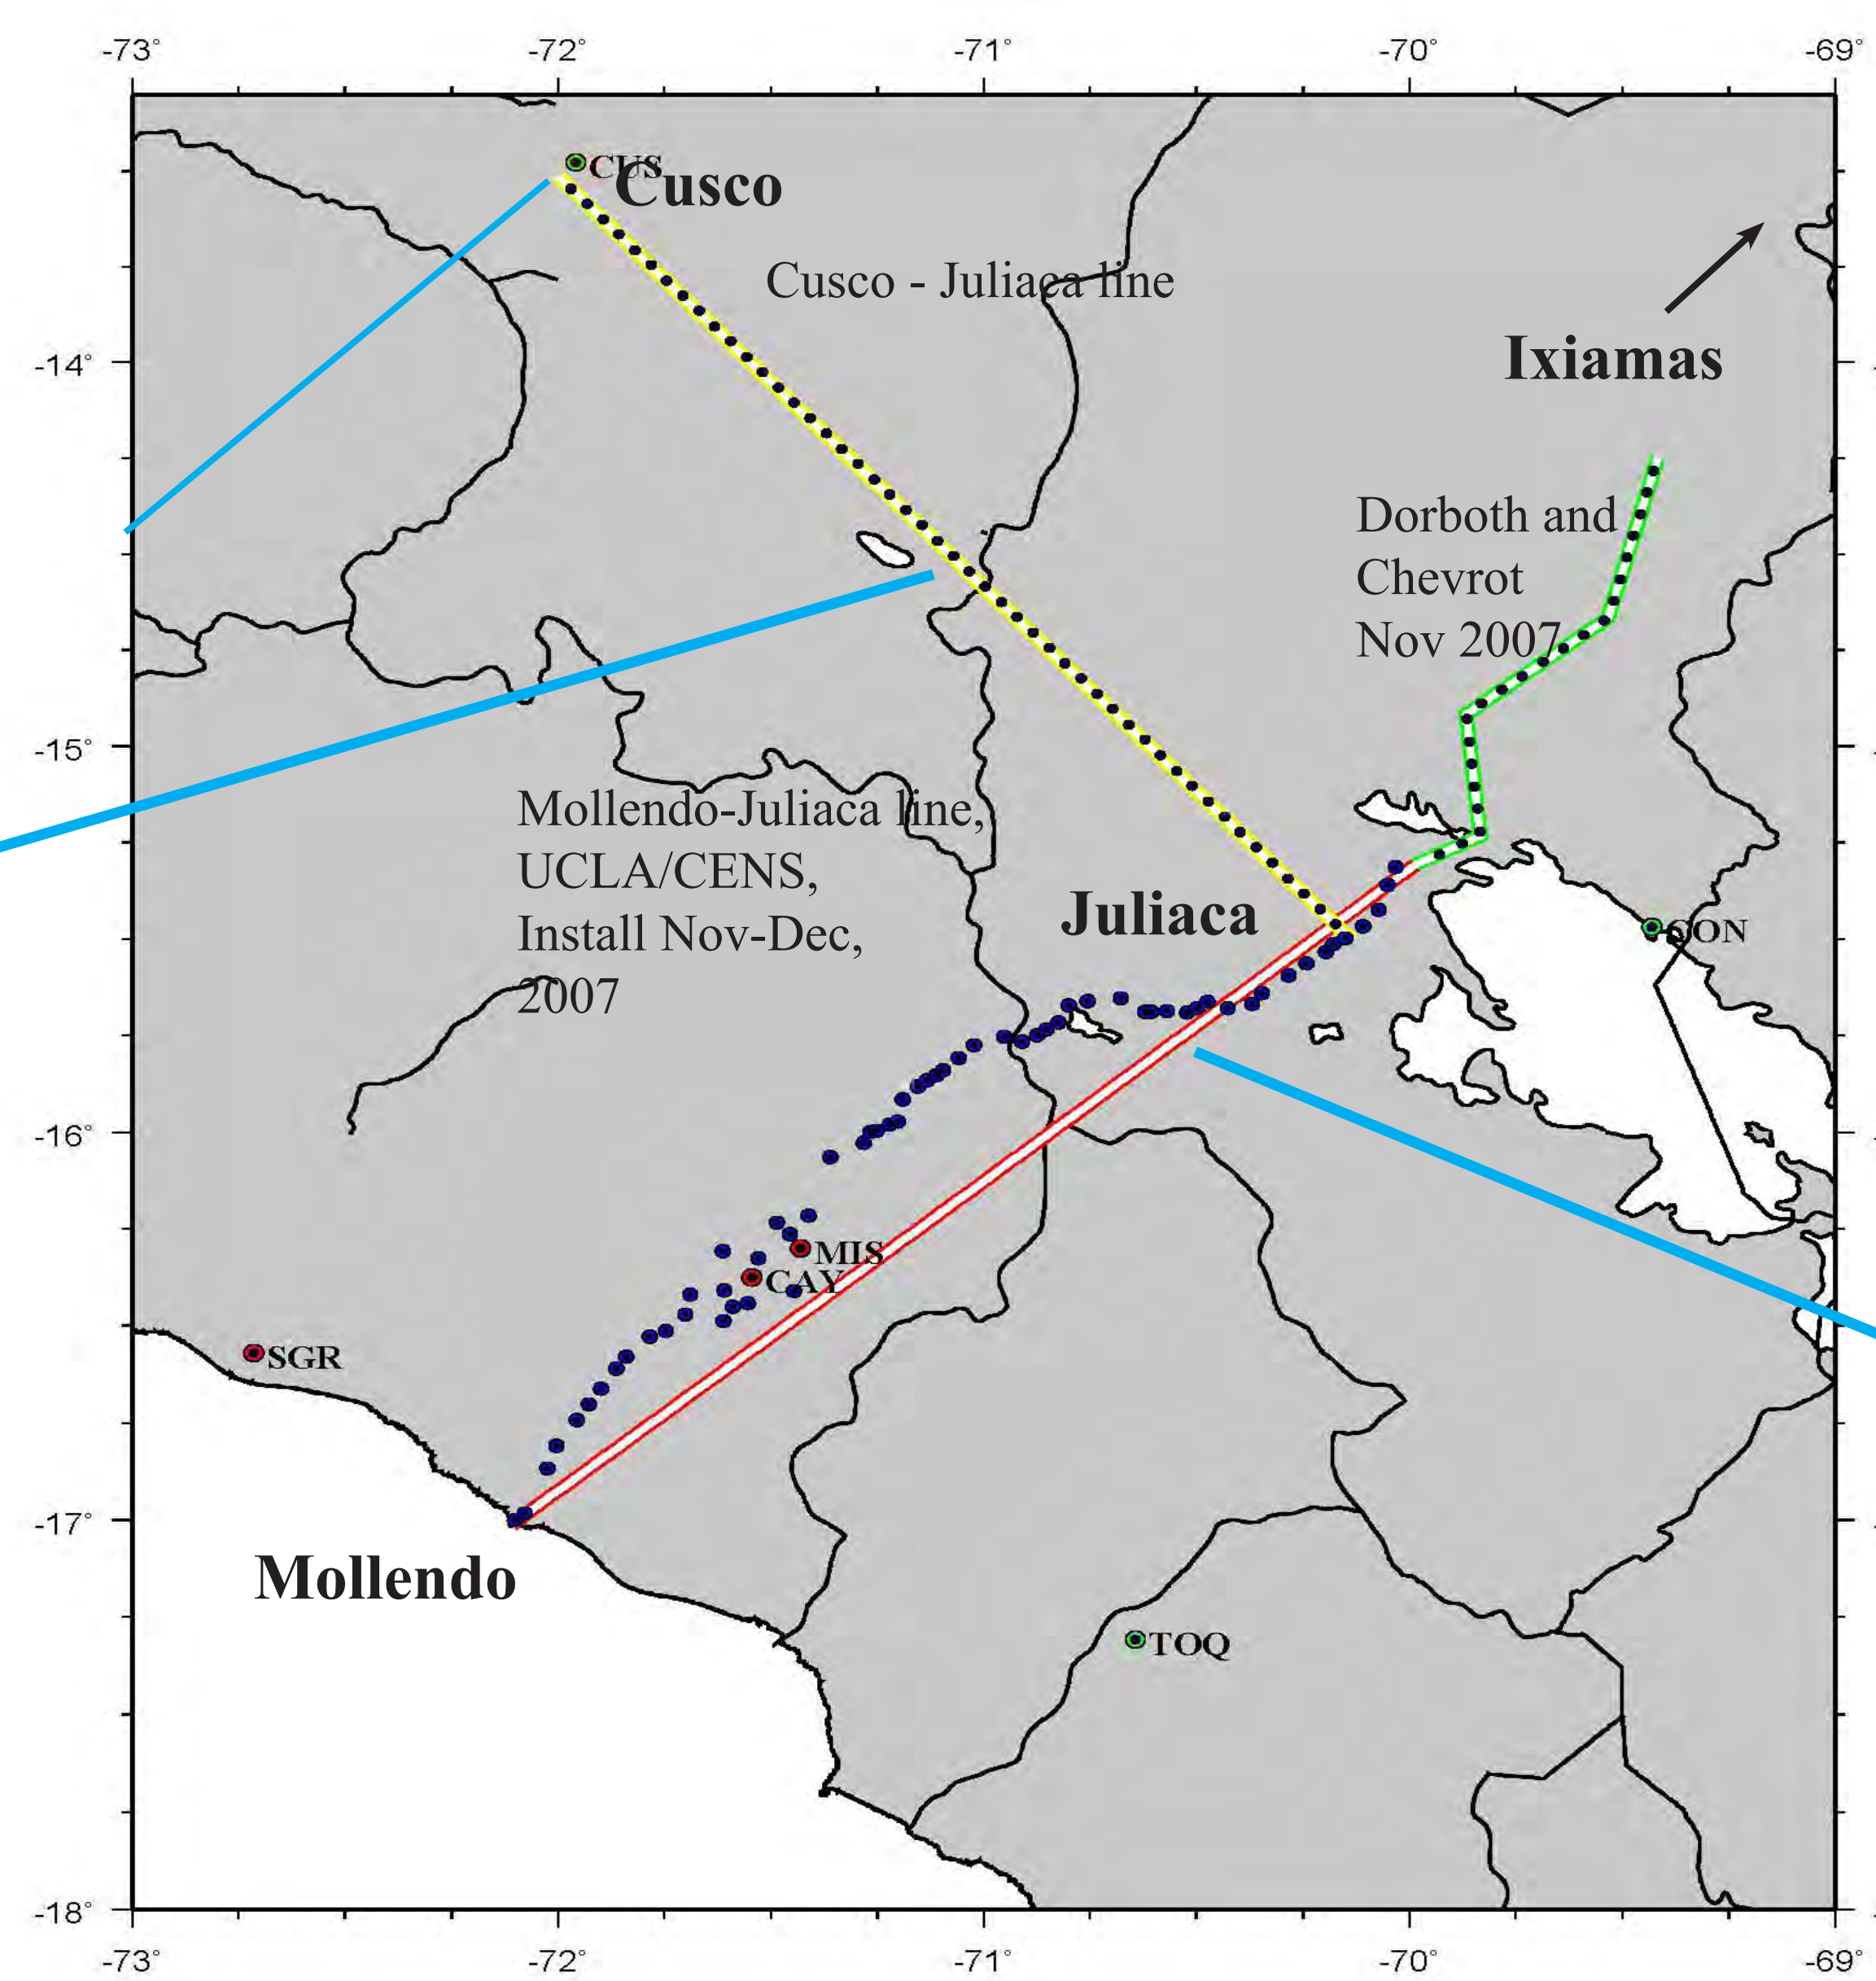 -73° -72° -71° -70° -69°
CUS
Cusco
Cusco - Juliaca line
-14°
Ixiamas
Dorboth and
Chevrot
Nov 2007
-15°
Mollendo-Juliaca line,
UCLA/CENS,
Install Nov-Dec,
2007
Juliaca
CON
-16°
MIS
CAY
SGR
-17°
Mollendo
TOQ
-18°
-73° -72° -71° -70° -69°